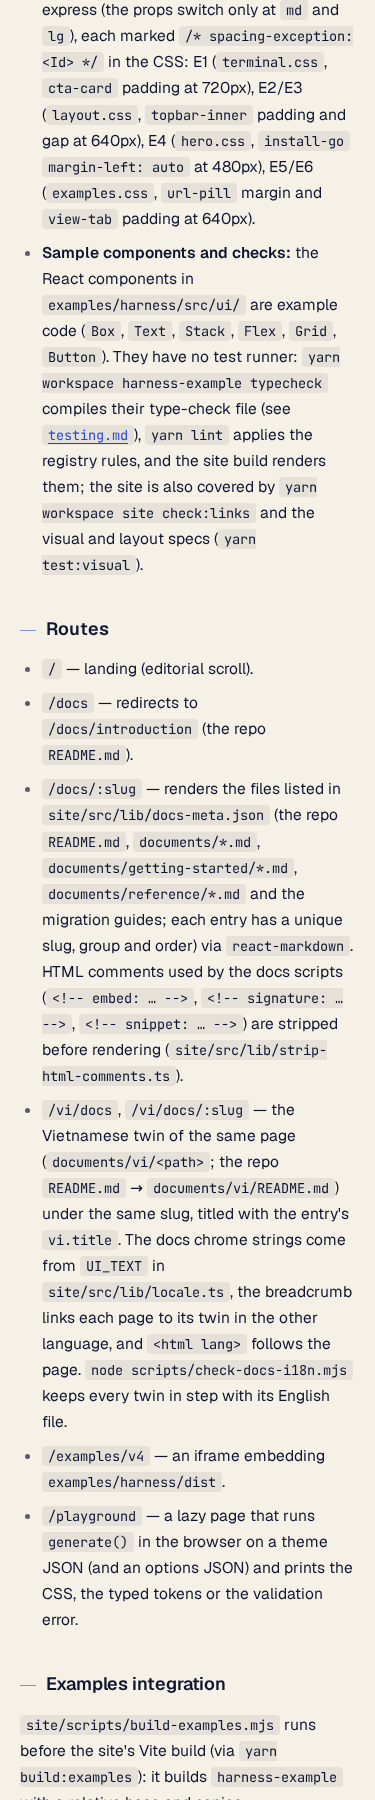 express (the props switch only at md and
lg), each marked /* spacing-exception:
<Id> */ in the CSS: E1 (terminal.css,
cta-card padding at 720px), E2/E3
(layout.css, topbar-inner padding and
gap at 640px), E4 (hero.css, install-go
margin-left: auto at 480px), E5/E6
(examples.css, url-pill margin and
view-tab padding at 640px).
• Sample components and checks: the
React components in
examples/harness/src/ui/ are example
code (Box, Text, Stack, Flex, Grid,
Button). They have no test runner: yarn
workspace harness-example typecheck
compiles their type-check file (see
testing.md), yarn lint applies the
registry rules, and the site build renders
them; the site is also covered by yarn
workspace site check:links and the
visual and layout specs (yarn
test:visual).
— Routes
• / — landing (editorial scroll).
• /docs — redirects to
/docs/introduction (the repo
README.md).
• /docs/:slug — renders the files listed in
site/src/lib/docs-meta.json (the repo
README.md, documents/*.md,
documents/getting-started/*.md,
documents/reference/*.md and the
migration guides; each entry has a unique
slug, group and order) via react-markdown.
HTML comments used by the docs scripts
(<!-- embed: … -->, <!-- signature: …
-->, <!-- snippet: … -->) are stripped
before rendering (site/src/lib/strip-
html-comments.ts).
• /vi/docs, /vi/docs/:slug — the
Vietnamese twin of the same page
(documents/vi/<path>; the repo
README.md → documents/vi/README.md)
under the same slug, titled with the entry's
vi.title. The docs chrome strings come
from UI_TEXT in
site/src/lib/locale.ts, the breadcrumb
links each page to its twin in the other
language, and <html lang> follows the
page. node scripts/check-docs-i18n.mjs
keeps every twin in step with its English
file.
• /examples/v4 — an iframe embedding
examples/harness/dist.
• /playground — a lazy page that runs
generate() in the browser on a theme
JSON (and an options JSON) and prints the
CSS, the typed tokens or the validation
error.
— Examples integration
site/scripts/build-examples.mjs runs
before the site's Vite build (via yarn
build:examples): it builds harness-example